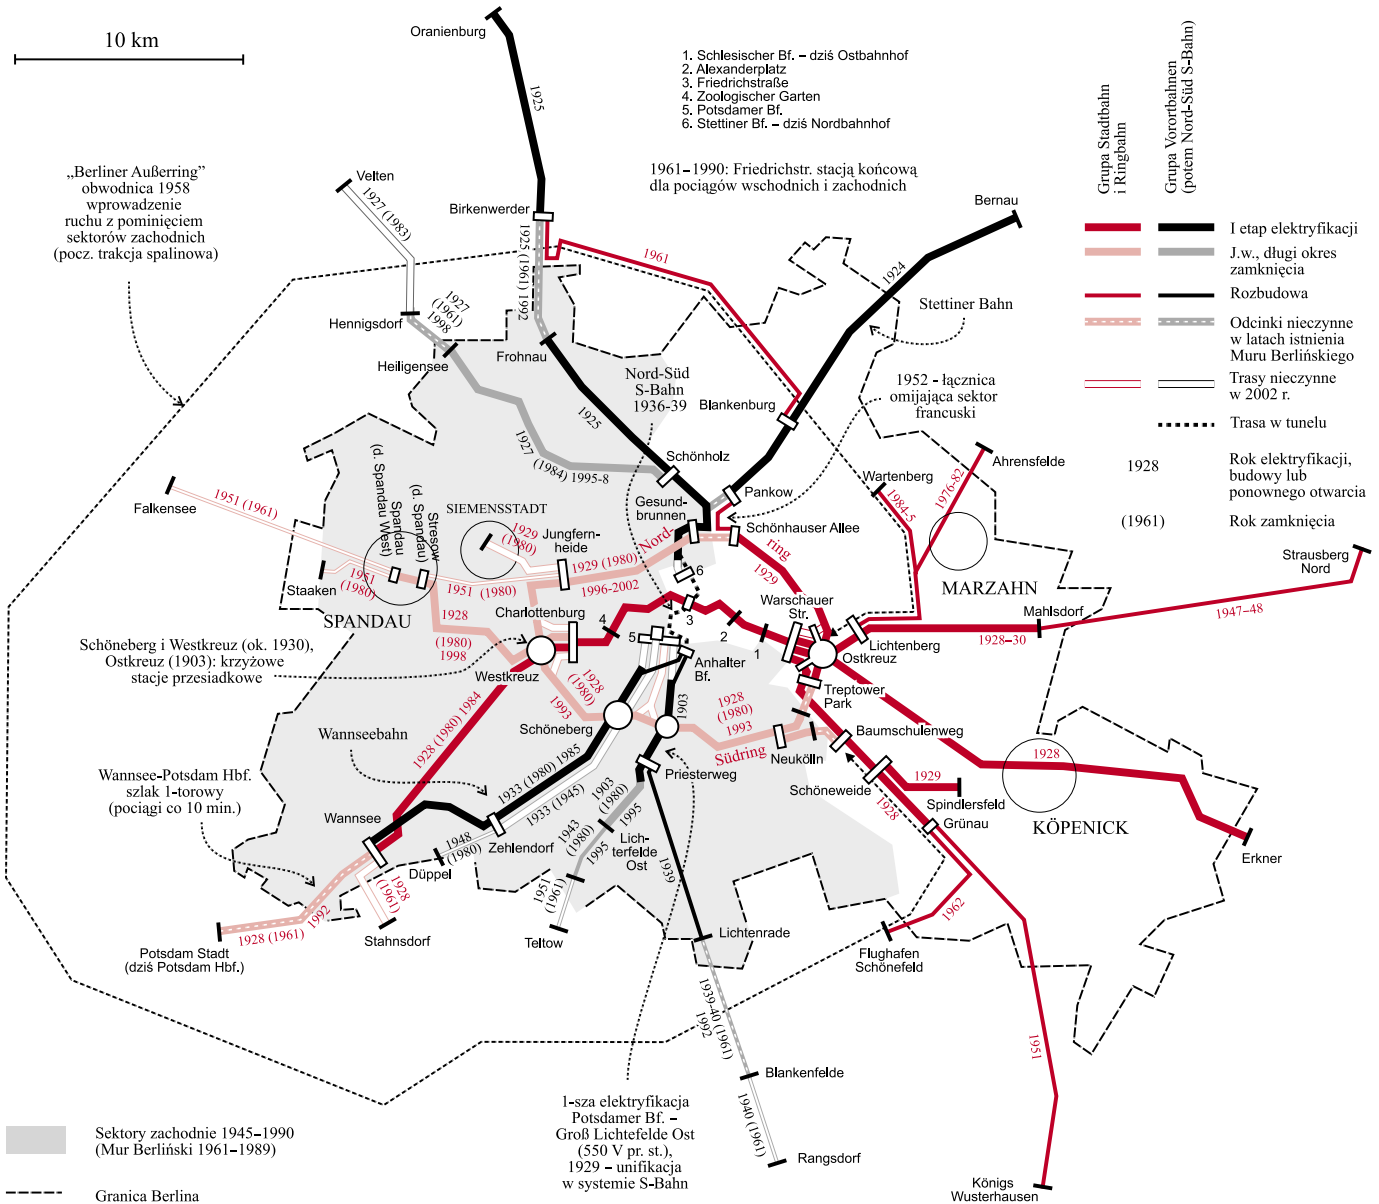 10 km
Oranienburg
1. Schlesischer Bf. – dziś Ostbahnhof
2. Alexanderplatz
3. Friedrichstraße
4. Zoologischer Garten
5. Potsdamer Bf.
6. Stettiner Bf. – dziś Nordbahnhof
1961–1990: Friedrichstr. stacją końcową
dla pociągów wschodnich i zachodnich
Grupa Stadtbahn
i Ringbahn
Grupa Vorortbahnen
(potem Nord-Süd S-Bahn)
I etap elektryfikacji
J.w., długi okres
zamknięcia
Rozbudowa
Odcinki nieczynne
w latach istnienia
Muru Berlińskiego
Trasy nieczynne
w 2002 r.
Trasa w tunelu
1928
Rok elektryfikacji,
budowy lub
ponownego otwarcia
(1961)
Rok zamknięcia
„Berliner Außerring”
obwodnica 1958
wprowadzenie
ruchu z pominięciem
sektorów zachodnich
(pocz. trakcja spalinowa)
Velten
1927 (1983)
1925
Birkenwerder
1925 (1961) 1992
1961
Bernau
1924
Stettiner Bahn
Hennigsdorf
1927
(1961)
1998
Heiligensee
Frohnau
Nord-Süd
S-Bahn
1936-39
1952 - łącznica
omijająca sektor
francuski
Blankenburg
1925
1927
(1984) 1995-8
Schönholz
Pankow
Gesund-
brunnen
Schönhauser Allee
Wartenberg
1984-5
1976-82
Ahrensfelde
MARZAHN
Strausberg
Nord
1947–48
Mahlsdorf
1928–30
Falkensee
1951 (1961)
(d. Spandau West)
Spandau
(d. Spandau)
Stresow
SIEMENSSTADT
1929
(1980)
Jungfern-
heide
Nord-
ring
1929
1929 (1980)
1996-2002
1951
(1980)
Staaken
1951
(1980)
SPANDAU
1928
(1980)
1998
Charlottenburg
4
6
3
2
1
5
Warschauer
Str.
Lichtenberg
Ostkreuz
Schöneberg i Westkreuz (ok. 1930),
Ostkreuz (1903): krzyżowe
stacje przesiadkowe
Westkreuz
1928
(1980)
1993
Anhalter
Bf.
1903
1928
(1980)
1993
Südring
Treptower
Park
Baumschulenweg
Neukölln
Schöneberg
Wannseebahn
1928 (1980) 1984
Priesterweg
Schöneweide
1928
1929
Spindlersfeld
1928
KÖPENICK
Grünau
Erkner
Wannsee-Potsdam Hbf.
szlak 1-torowy
(pociągi co 10 min.)
Wannsee
1933 (1980) 1985
1933 (1945)
1903
(1980)
1995
Zehlendorf
1948
(1980)
Düppel
1943
(1980)
1995
Lich-
terfelde
Ost
1939
1951
(1961)
Teltow
1928
(1961)
Stahnsdorf
1928 (1961)
1992
Potsdam Stadt
(dziś Potsdam Hbf.)
Lichtenrade
1962
Flughafen
Schönefeld
1939-40 (1961)
1992
Blankenfelde
1940 (1961)
Rangsdorf
1951
Königs
Wusterhausen
1-sza elektryfikacja
Potsdamer Bf. –
Groß Lichtefelde Ost
(550 V pr. st.),
1929 – unifikacja
w systemie S-Bahn
Sektory zachodnie 1945–1990
(Mur Berliński 1961–1989)
Granica Berlina